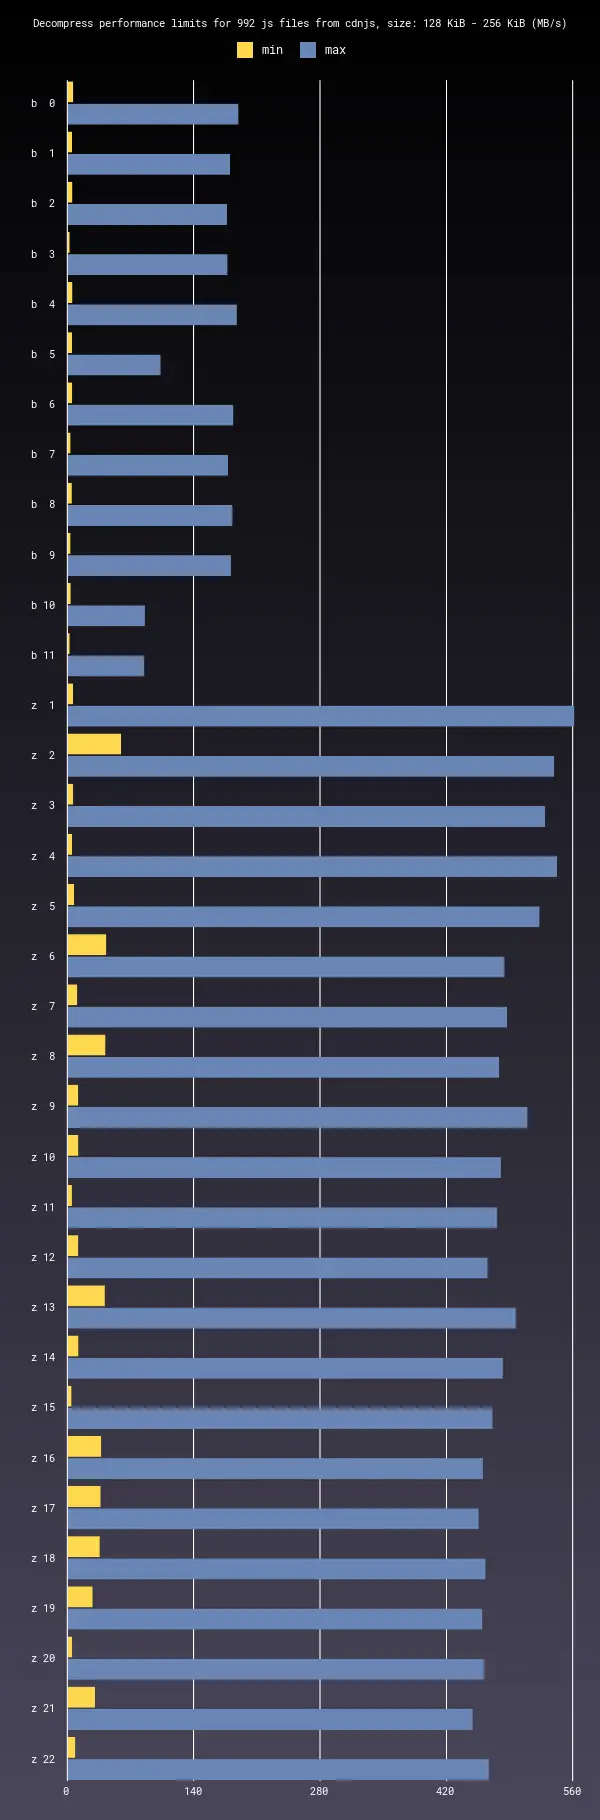 Decompress performance limits for 992 js files from cdnjs, size: 128 KiB - 256 KiB (MB/s)
min max
b 0
b 1
b 2
b 3
b 4
b 5
b 6
b 7
b 8
b 9
b 10
b 11
z 1
z 2
z 3
z 4
z 5
z 6
z 7
z 8
z 9
z 10
z 11
z 12
z 13
z 14
z 15
z 16
z 17
z 18
z 19
z 20
z 21
z 22
0 140 280 420 560